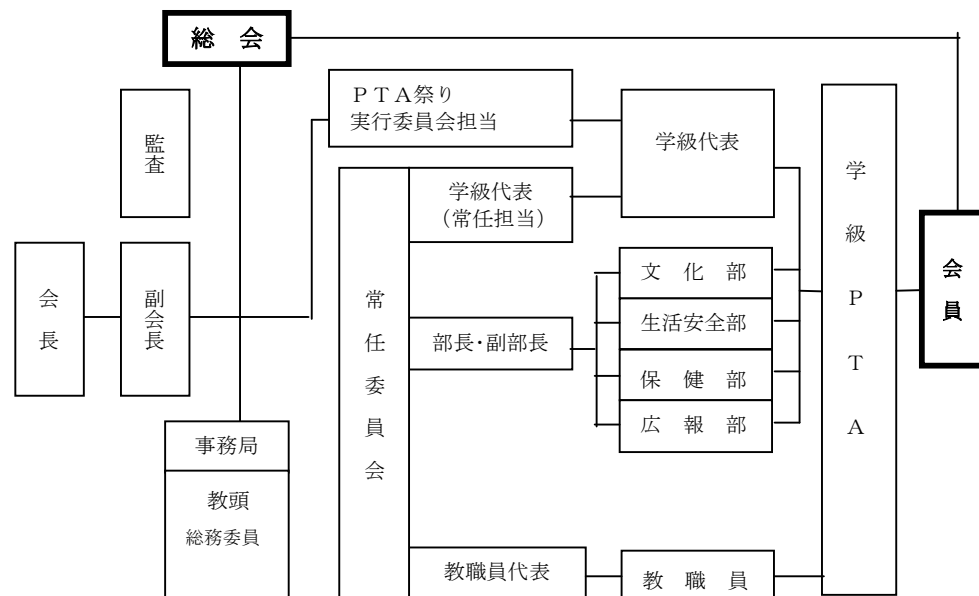 総　会
ＰＴＡ祭り
実行委員会担当
監査
学級代表
学級ＰＴＡ
学級代表
（常任担当）
会員
会長
副会長
常任委員会
文　化　部
生活安全部
部長・副部長
保　健　部
広　報　部
事務局
教頭
総務委員
教職員代表
教　職　員